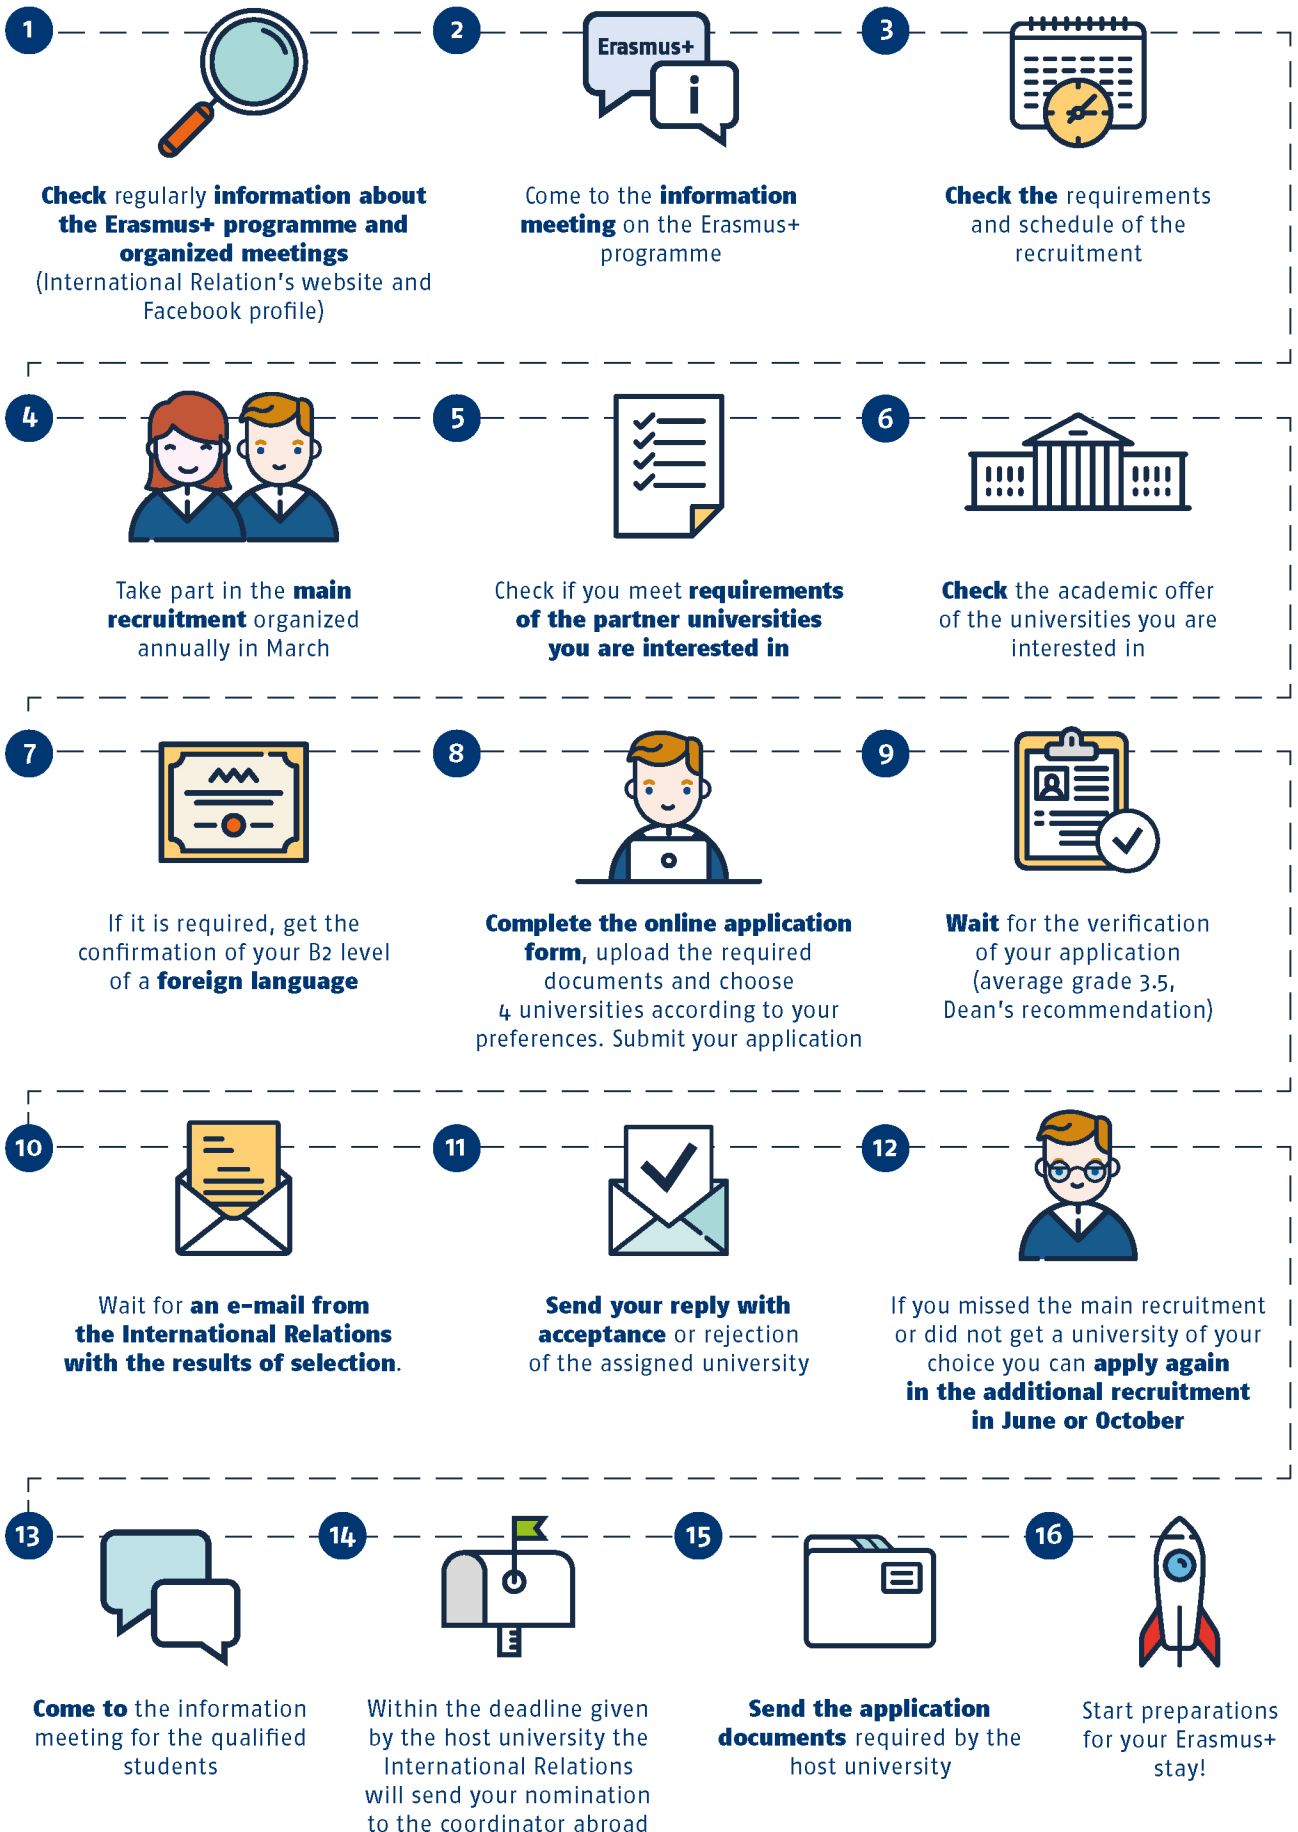 1
2
3
Erasmus+
i
Check regularly information about
the Erasmus+ programme and
organized meetings
(International Relation's website and
Facebook profile)
Come to the information
meeting on the Erasmus+
programme
Check the requirements
and schedule of the
recruitment
4
5
6
Take part in the main
recruitment organized
annually in March
Check if you meet requirements
of the partner universities
you are interested in
Check the academic offer
of the universities you are
interested in
7
8
9
If it is required, get the
confirmation of your B2 level
of a foreign language
Complete the online application
form, upload the required
documents and choose
4 universities according to your
preferences. Submit your application
Wait for the verification
of your application
(average grade 3.5,
Dean's recommendation)
10
11
12
Wait for an e-mail from
the International Relations
with the results of selection.
Send your reply with
acceptance or rejection
of the assigned university
If you missed the main recruitment
or did not get a university of your
choice you can apply again
in the additional recruitment
in June or October
13
14
15
16
Come to the information
meeting for the qualified
students
Within the deadline given
by the host university the
International Relations
will send your nomination
to the coordinator abroad
Send the application
documents required by the
host university
Start preparations
for your Erasmus+
stay!